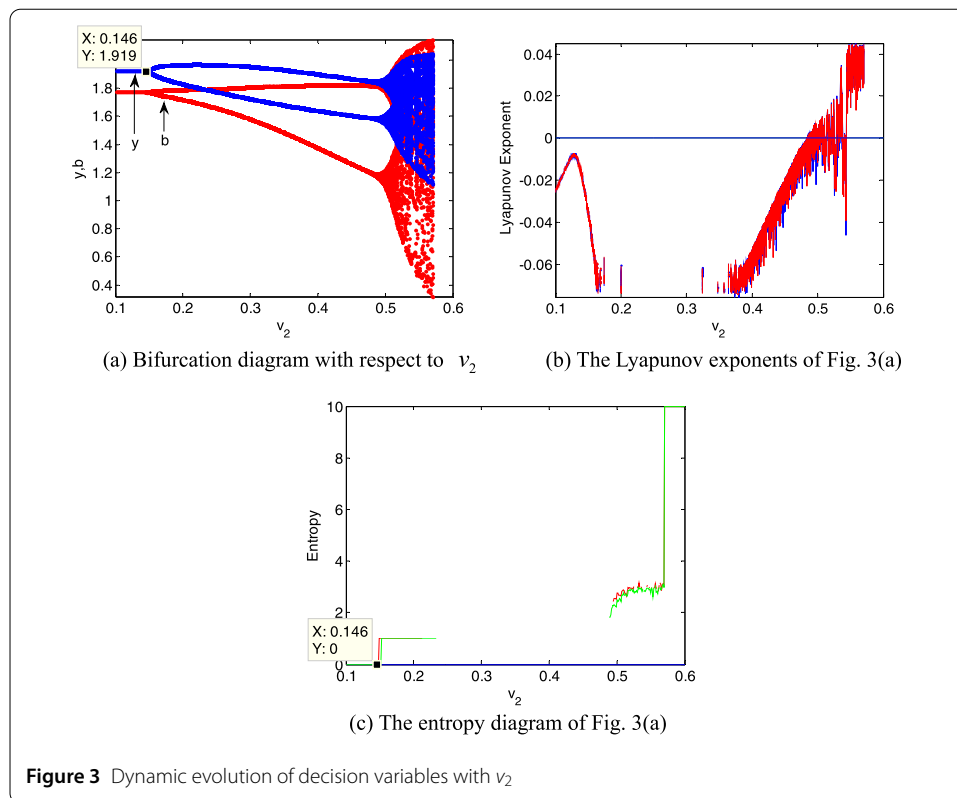 X: 0.146
Y: 1.919
1.8
1.6
1.4
1.2
1
0.8
0.6
0.4
y,b
y
b
0.1 0.2 0.3 0.4 0.5 0.6
v2
(a) Bifurcation diagram with respect to v2
0.04
0.02
0
-0.02
-0.04
-0.06
Lyapunov Exponent
0.1 0.2 0.3 0.4 0.5 0.6
v2
(b) The Lyapunov exponents of Fig. 3(a)
10
8
6
4
2
0
Entropy
X: 0.146
Y: 0
0.1 0.2 0.3 0.4 0.5 0.6
v2
(c) The entropy diagram of Fig. 3(a)
Figure 3 Dynamic evolution of decision variables with v2